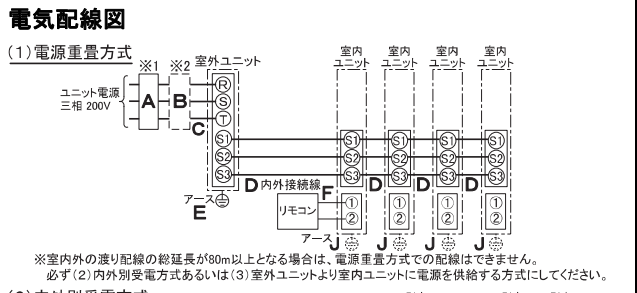 電気配線図
(1)電源重畳方式
※1 ※2 室外ユニット
室内 室内 室内 室内
ユニット ユニット ユニット ユニット
ユニット電源
三相 200V
A B C
R
S
T
S1 S1 S1 S1 S1
S2 S2 S2 S2 S2
S3 S3 S3 S3 S3
D 内外接続線 D D D
アース E
F
リモコン
① ① ① ①
② ② ② ②
アース J J J J
※室内外の渡り配線の総延長が80m以上となる場合は、電源重畳方式での配線はできません。
必ず(2)内外別受電方式あるいは(3)室外ユニットより室内ユニットに電源を供給する方式にしてください。